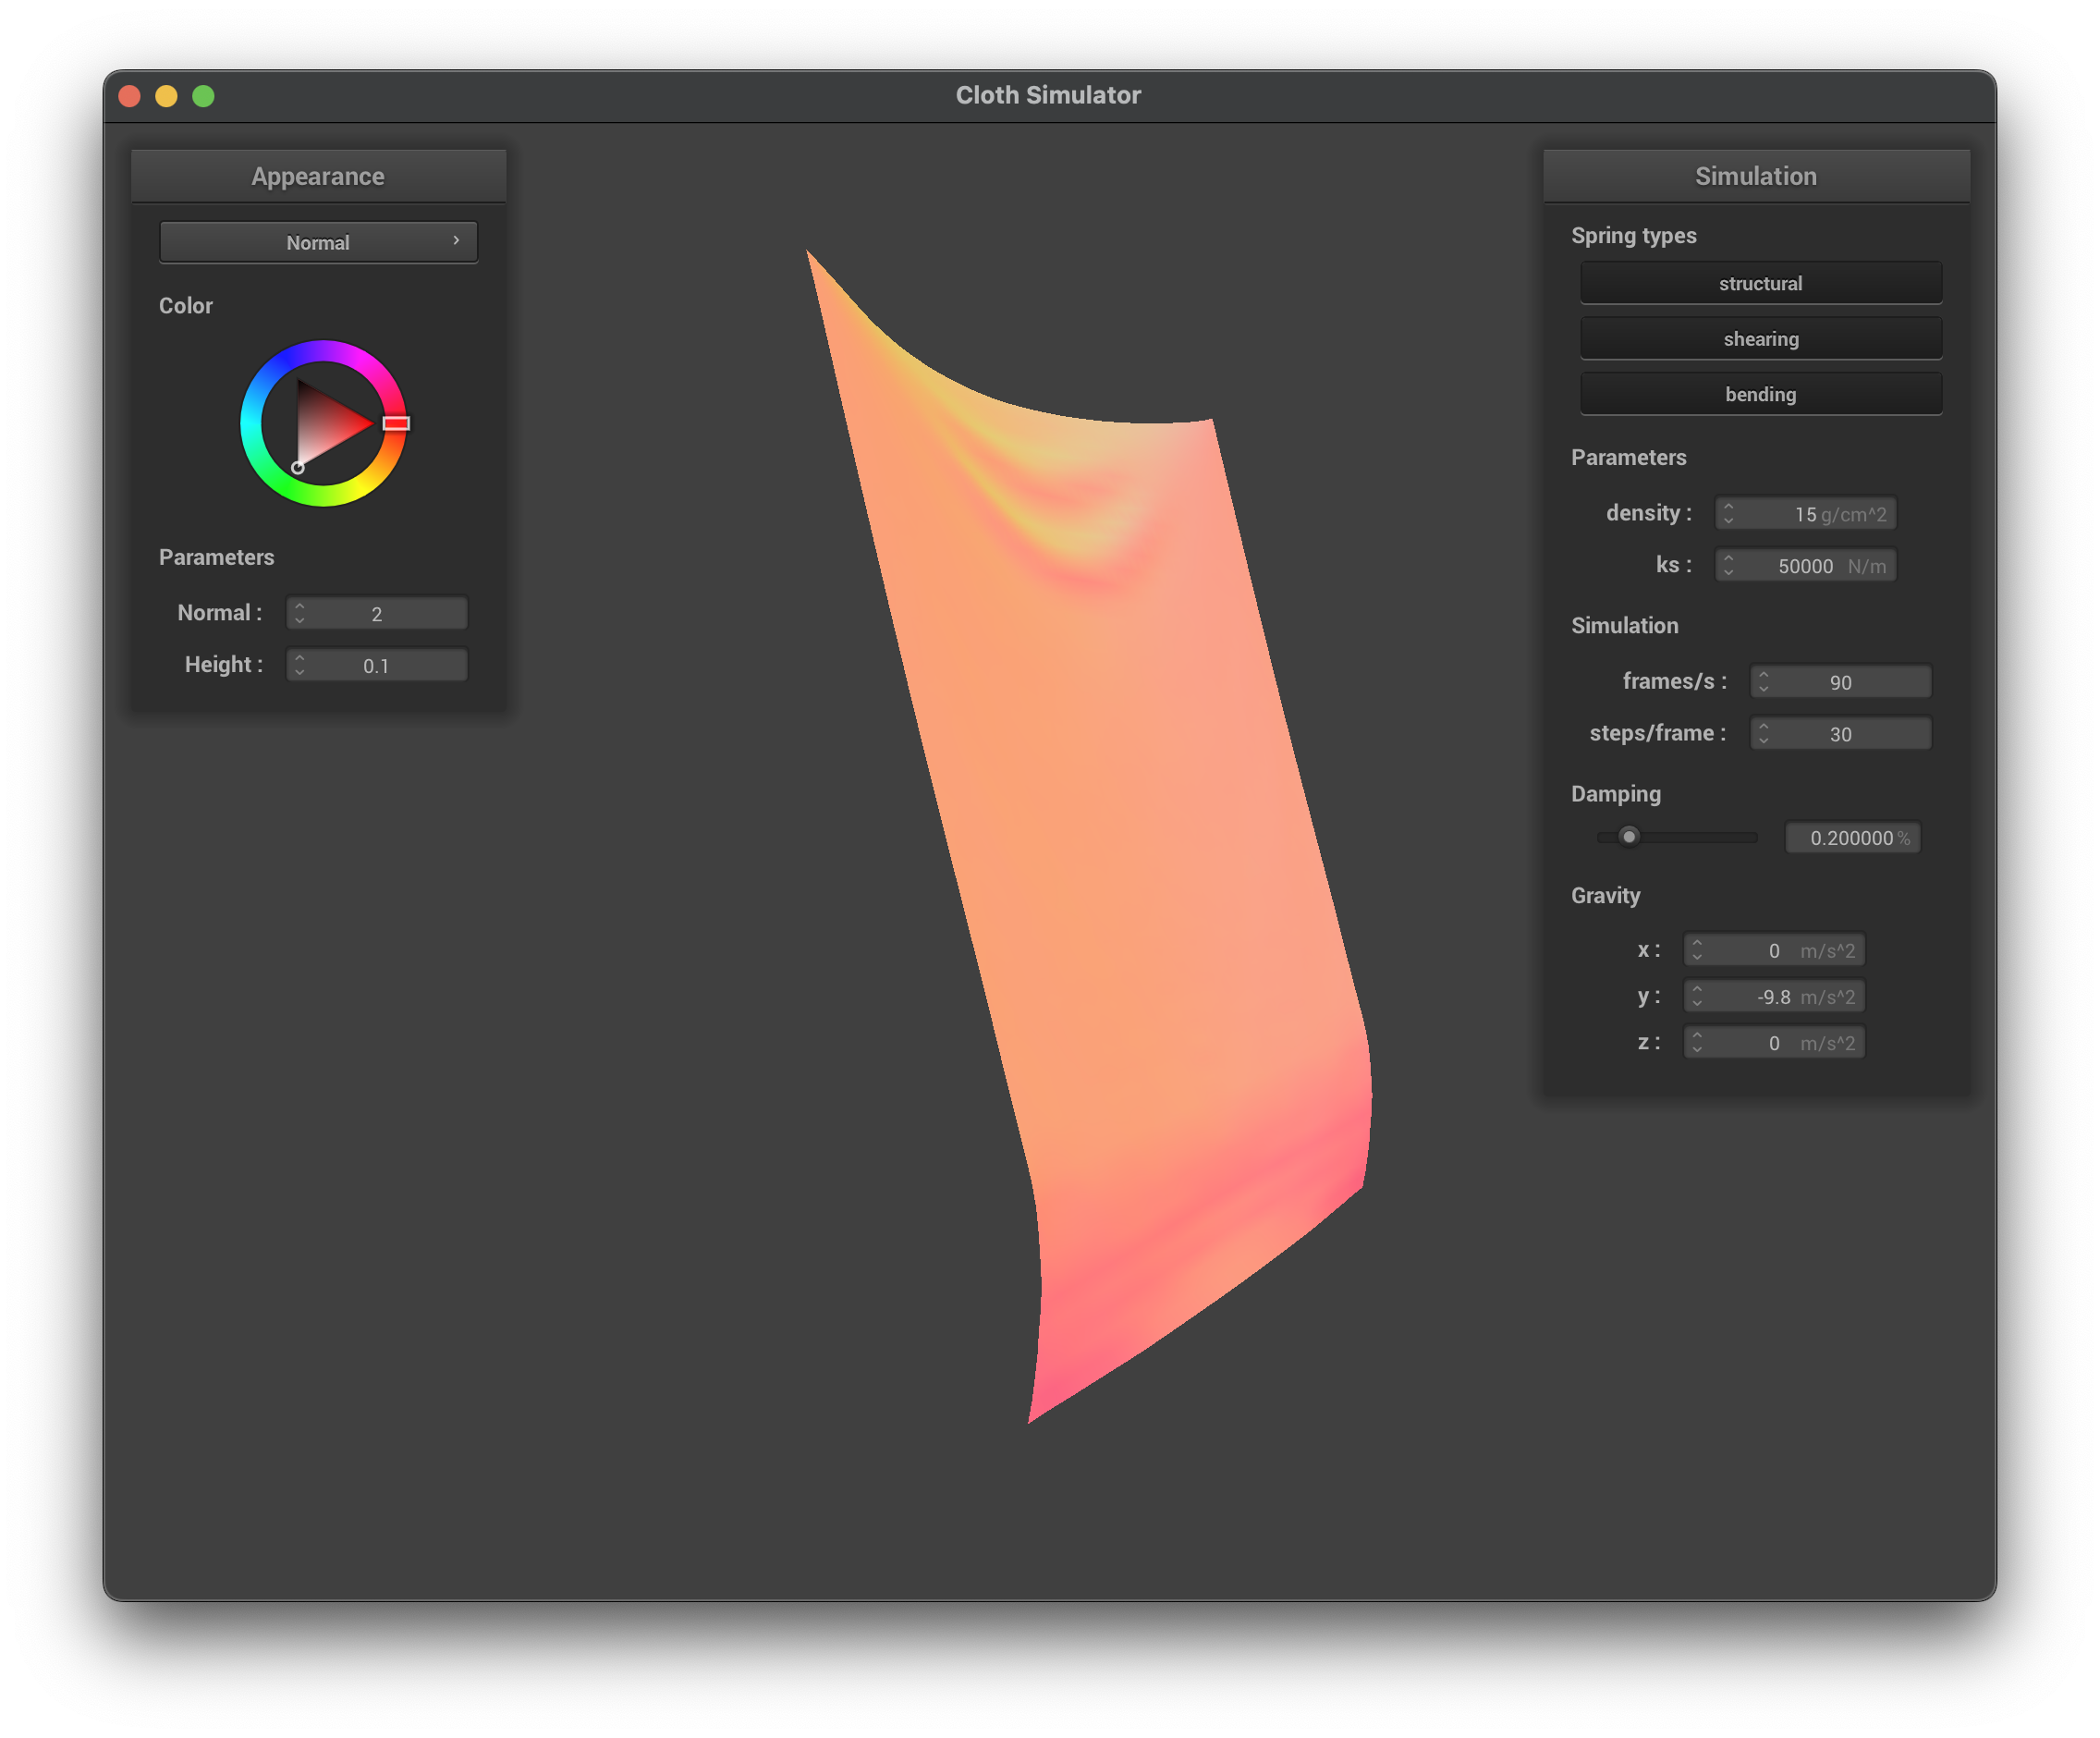 Cloth Simulator
Appearance
Normal
Color
Parameters
Normal : 2
Height : 0.1
Simulation
Spring types
structural
shearing
bending
Parameters
density : 15 g/cm^2
ks : 50000 N/m
Simulation
frames/s : 90
steps/frame : 30
Damping
0.200000 %
Gravity
x : 0 m/s^2
y : -9.8 m/s^2
z : 0 m/s^2